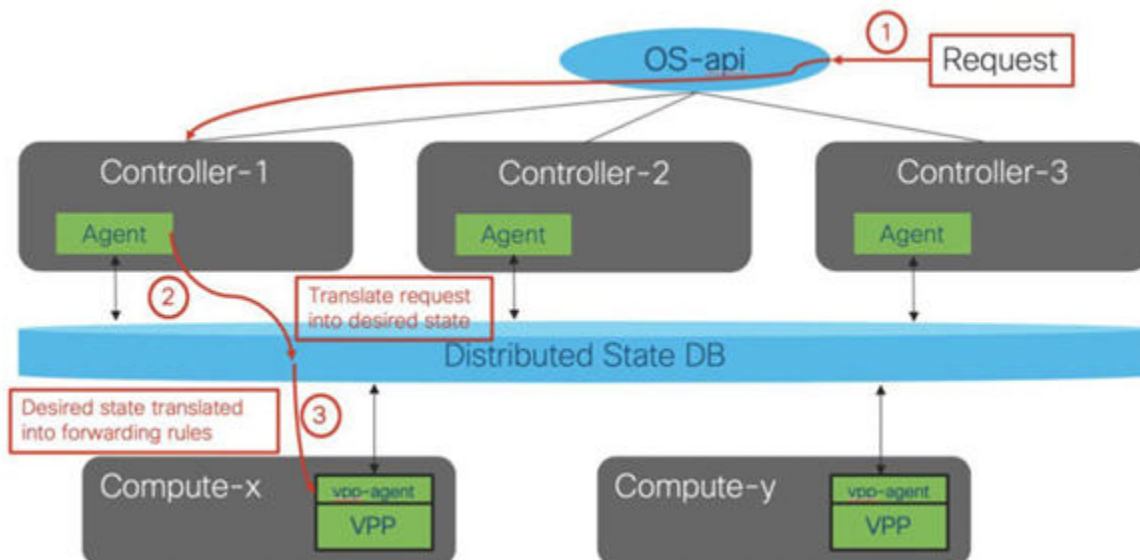 1
OS-api
Request
Controller-1
Controller-2
Controller-3
Agent
Agent
Agent
2
Translate request
into desired state
Distributed State DB
Desired state translated
into forwarding rules
3
Compute-x
vpp-agent
VPP
Compute-y
vpp-agent
VPP